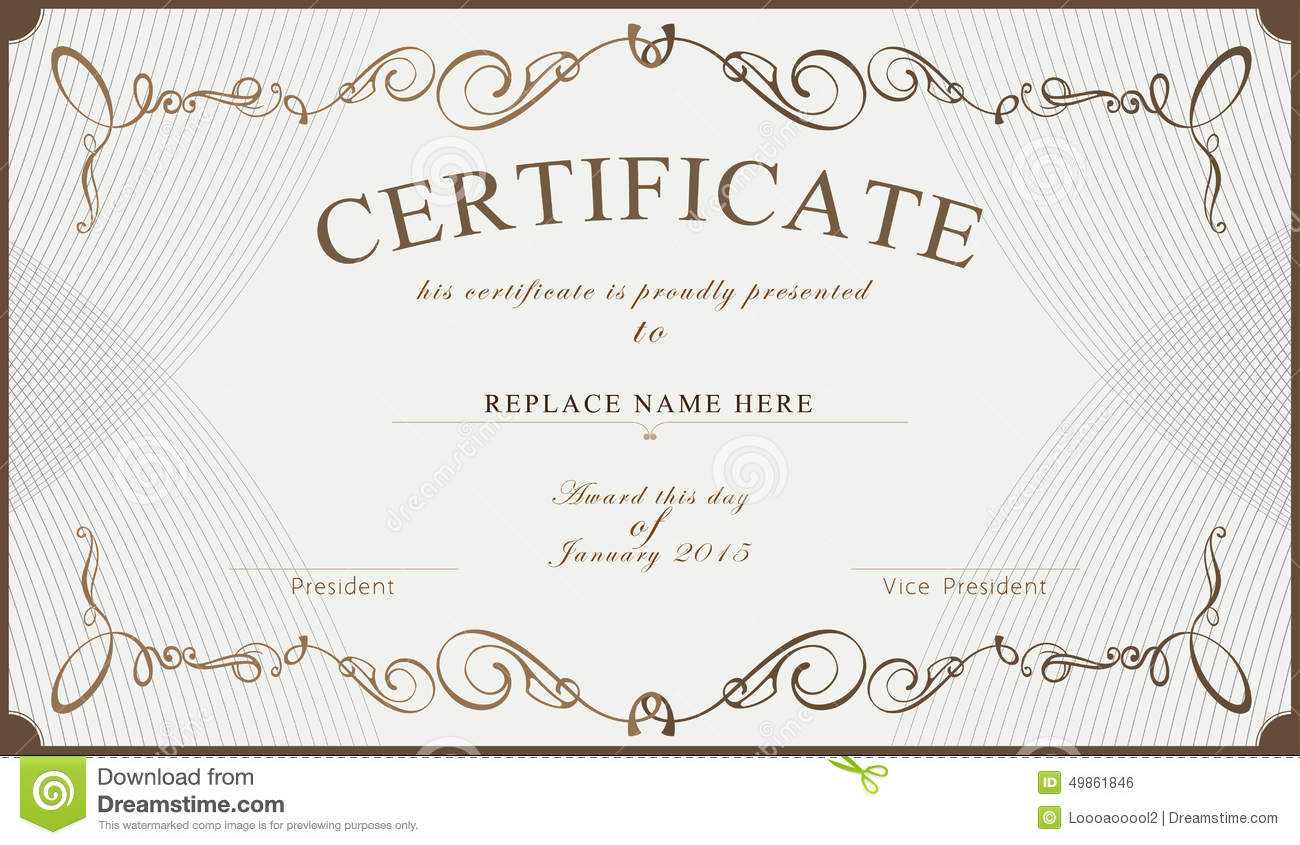 CERTIFICATE
his certificate is proudly presented
to
REPLACE NAME HERE
Award this day
of
January 2015
President
Vice President
Download from
Dreamstime.com
This watermarked comp image is for previewing purposes only.
ID 49861846
© Loooaooool2 | Dreamstime.com